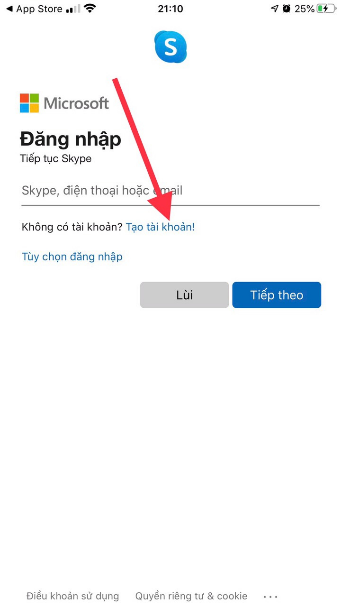 App Store 21:10 25%
S
Microsoft
Đăng nhập
Tiếp tục Skype
Skype, điện thoại hoặc email
Không có tài khoản? Tạo tài khoản!
Tùy chọn đăng nhập
Lùi Tiếp theo
Điều khoản sử dụng Quyền riêng tư & cookie ...